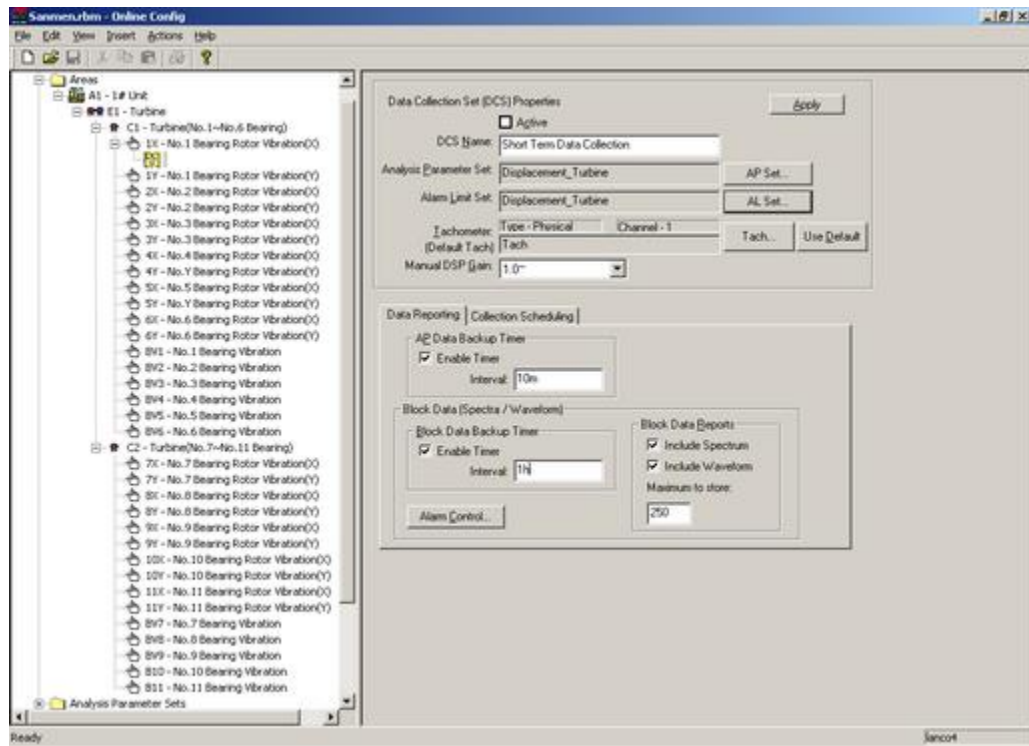 Sanmen.rbm - Online Config
File Edit View Insert Actions Help
Areas
A1 - 1# Unit
E1 - Turbine
C1 - Turbine(No.1~No.6 Bearing)
1X - No.1 Bearing Rotor Vibration(X)
1Y - No.1 Bearing Rotor Vibration(Y)
2X - No.2 Bearing Rotor Vibration(X)
2Y - No.2 Bearing Rotor Vibration(Y)
3X - No.3 Bearing Rotor Vibration(X)
3Y - No.3 Bearing Rotor Vibration(Y)
4X - No.4 Bearing Rotor Vibration(X)
4Y - No.Y Bearing Rotor Vibration(Y)
5X - No.5 Bearing Rotor Vibration(X)
5Y - No.Y Bearing Rotor Vibration(Y)
6X - No.6 Bearing Rotor Vibration(X)
6Y - No.6 Bearing Rotor Vibration(Y)
BV1 - No.1 Bearing Vibration
BV2 - No.2 Bearing Vibration
BV3 - No.3 Bearing Vibration
BV4 - No.4 Bearing Vibration
BV5 - No.5 Bearing Vibration
BV6 - No.6 Bearing Vibration
C2 - Turbine(No.7~No.11 Bearing)
7X - No.7 Bearing Rotor Vibration(X)
7Y - No.7 Bearing Rotor Vibration(Y)
8X - No.8 Bearing Rotor Vibration(X)
8Y - No.8 Bearing Rotor Vibration(Y)
9X - No.9 Bearing Rotor Vibration(X)
9Y - No.9 Bearing Rotor Vibration(Y)
10X - No.10 Bearing Rotor Vibration(X)
10Y - No.10 Bearing Rotor Vibration(Y)
11X - No.11 Bearing Rotor Vibration(X)
11Y - No.11 Bearing Rotor Vibration(Y)
BV7 - No.7 Bearing Vibration
BV8 - No.8 Bearing Vibration
BV9 - No.9 Bearing Vibration
B10 - No.10 Bearing Vibration
B11 - No.11 Bearing Vibration
Analysis Parameter Sets
Data Collection Set (DCS) Properties
Apply
Active
DCS Name: Short Term Data Collection
Analysis Parameter Set: Displacement_Turbine AP Set...
Alarm Limit Set: Displacement_Turbine AL Set...
Tachometer: Type - Physical Channel - 1
(Default Tach) Tach Tach... Use Default
Manual DSP Gain: 1.0
Data Reporting Collection Scheduling
AP Data Backup Timer
Enable Timer
Interval: 10m
Block Data (Spectra / Waveform)
Block Data Backup Timer
Enable Timer
Interval: 1h
Alarm Control...
Block Data Reports
Include Spectrum
Include Waveform
Maximum to store:
250
Ready